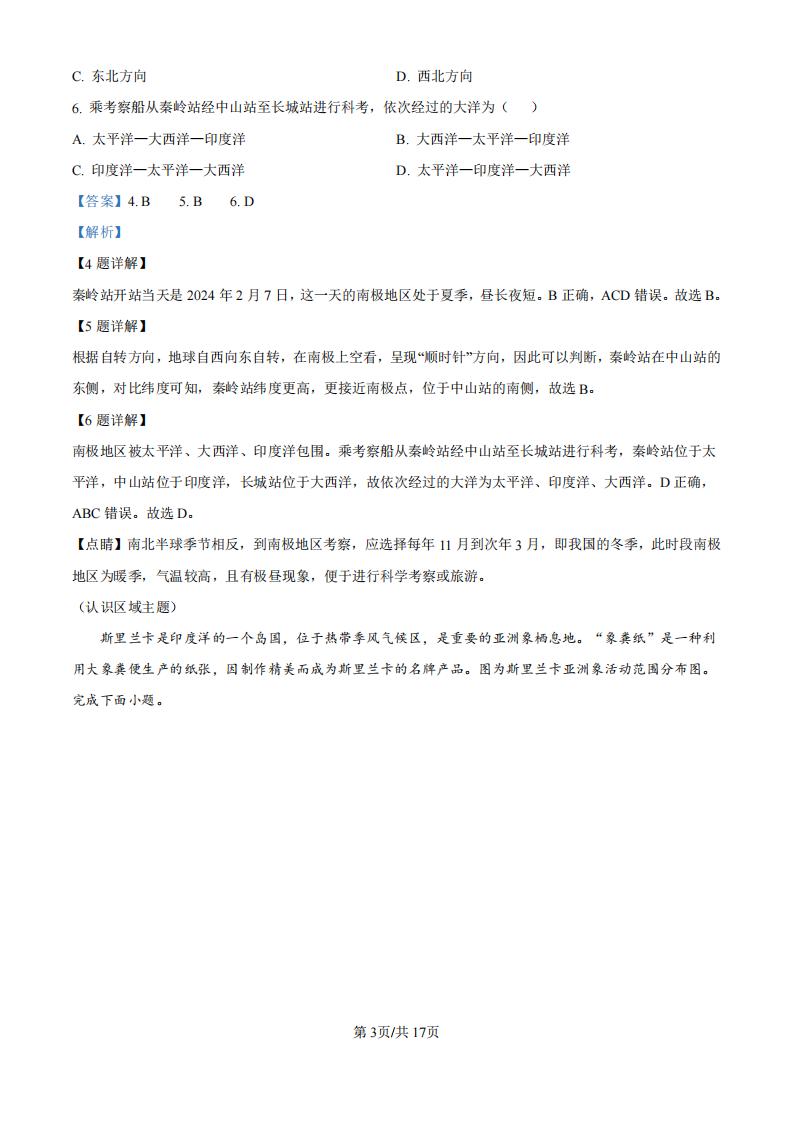 C. 东北方向 D. 西北方向
6. 乘考察船从秦岭站经中山站至长城站进行科考，依次经过的大洋为（ ）
A. 太平洋一大西洋一印度洋 B. 大西洋一太平洋一印度洋
C. 印度洋一太平洋一大西洋 D. 太平洋一印度洋一大西洋
【答案】4. B 5. B 6. D
【解析】
【4 题详解】
秦岭站开站当天是 2024 年 2 月 7 日，这一天的南极地区处于夏季，昼长夜短。B 正确，ACD 错误。故选 B。
【5 题详解】
根据自转方向，地球自西向东自转，在南极上空看，呈现“顺时针”方向，因此可以判断，秦岭站在中山站的
东侧，对比纬度可知，秦岭站纬度更高，更接近南极点，位于中山站的南侧，故选 B。
【6 题详解】
南极地区被太平洋、大西洋、印度洋包围。乘考察船从秦岭站经中山站至长城站进行科考，秦岭站位于太
平洋，中山站位于印度洋，长城站位于大西洋，故依次经过的大洋为太平洋、印度洋、大西洋。D 正确，
ABC 错误。故选 D。
【点睛】南北半球季节相反，到南极地区考察，应选择每年 11 月到次年 3 月，即我国的冬季，此时段南极
地区为暖季，气温较高，且有极昼现象，便于进行科学考察或旅游。
（认识区域主题）
斯里兰卡是印度洋的一个岛国，位于热带季风气候区，是重要的亚洲象栖息地。“象粪纸”是一种利
用大象粪便生产的纸张，因制作精美而成为斯里兰卡的名牌产品。图为斯里兰卡亚洲象活动范围分布图。
完成下面小题。
第 3页/共 17页